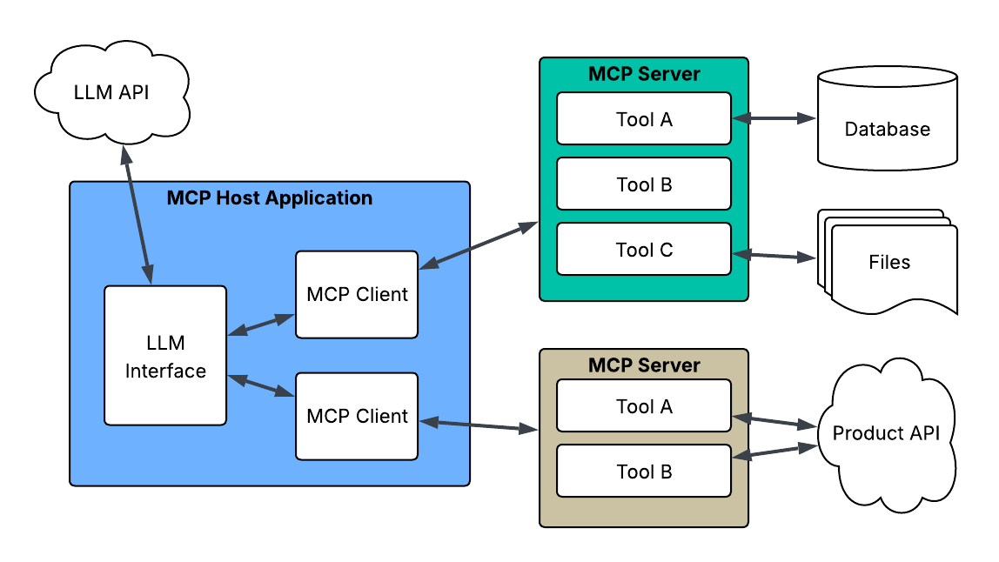 LLM API
MCP Host Application
LLM
Interface
MCP Client
MCP Client
MCP Server
Tool A
Tool B
Tool C
Database
Files
MCP Server
Tool A
Tool B
Product API